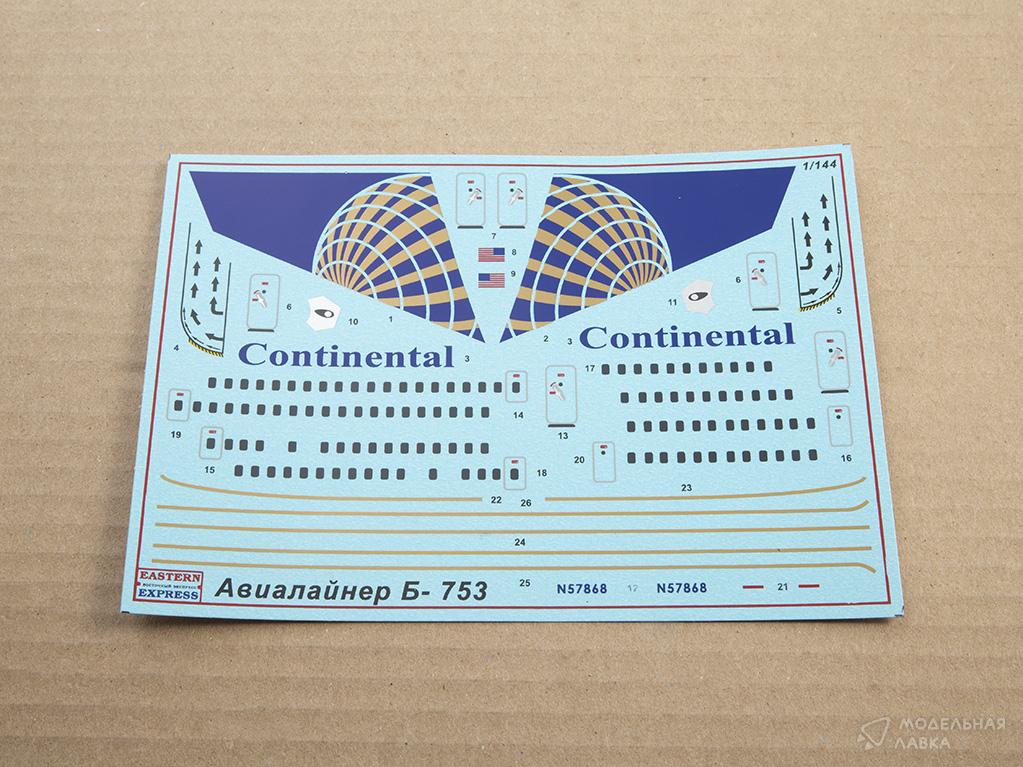 1/144
7
8
9
6
6
10
1
11
5
2
3
4
3
Continental
Continental
17
14
13
19
15
18
20
16
23
22
26
24
EASTERN
ВОСТОЧНЫЙ ЭКСПРЕСС
EXPRESS
Авиалайнер Б- 753
25
N57868
12
N57868
21
МОДЕЛЬНАЯ
ЛАВКА